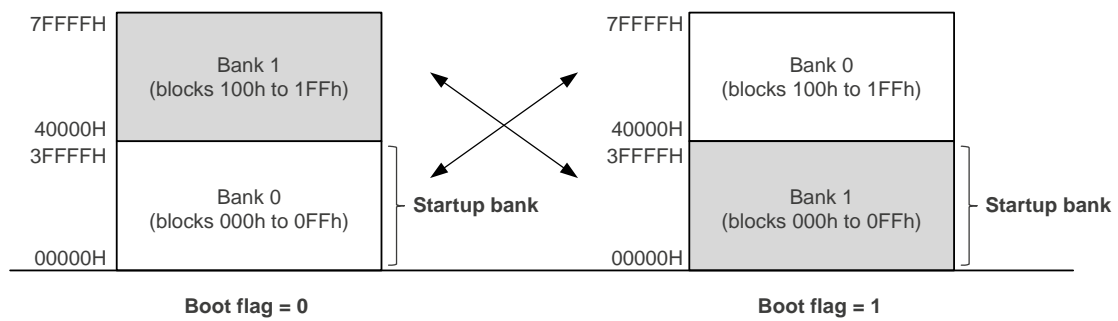 7FFFFH
Bank 1
(blocks 100h to 1FFh)
40000H
3FFFFH
Bank 0
(blocks 000h to 0FFh)
00000H
Startup bank
Boot flag = 0
7FFFFH
Bank 0
(blocks 100h to 1FFh)
40000H
3FFFFH
Bank 1
(blocks 000h to 0FFh)
00000H
Startup bank
Boot flag = 1